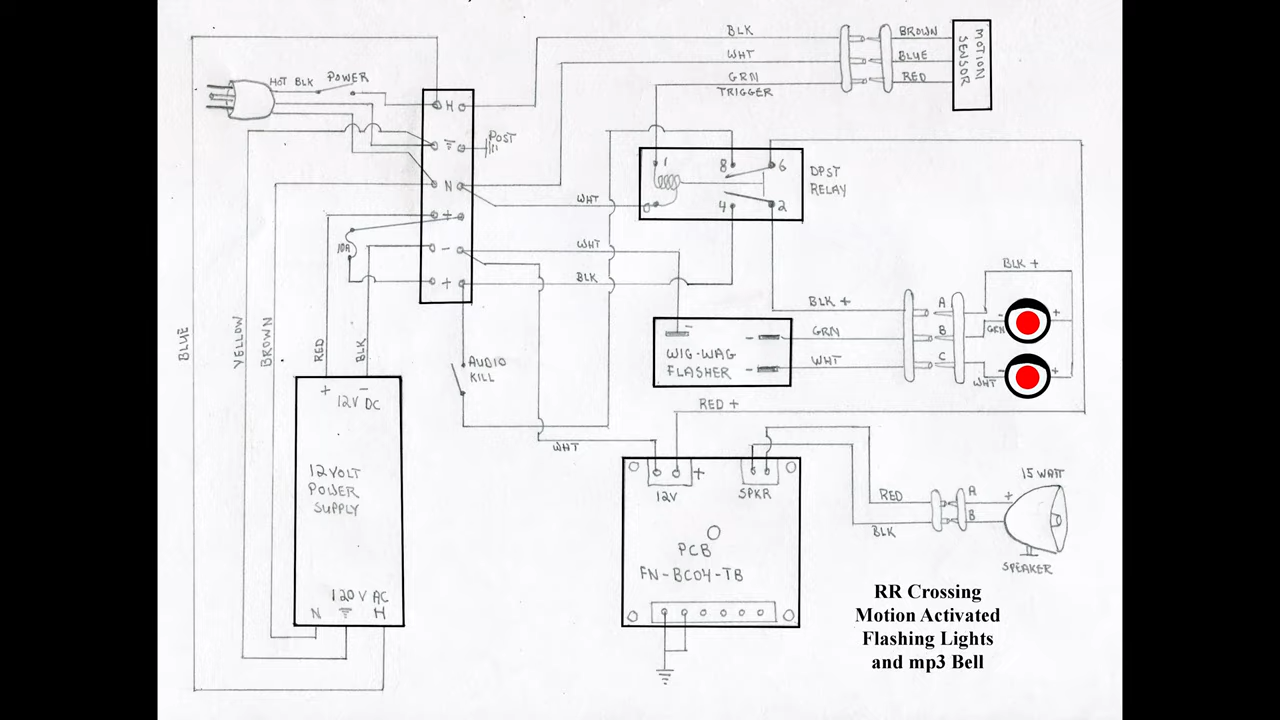 BLK
BROWN
WHT
BLUE
GRN
RED
TRIGGER
MOTION
SENSOR
HOT BLK POWER
H
POST
N
+
-
+
10A
WHT
1 8 6
0 4 2
DPST
RELAY
WHT
BLK
BLK +
BLK +
GRN
WHT
A
B
C
- +
GRN
- +
WHT
-
WIG-WAG
FLASHER
-
-
BLUE
YELLOW
BROWN
RED
BLK
AUDIO
KILL
+ -
12V DC
12 VOLT
POWER
SUPPLY
120 V AC
N H
RED +
WHT
+
12V SPKR
PCB
FN-BC04-TB
RED
BLK
A
B
15 WATT
+
SPEAKER
RR Crossing
Motion Activated
Flashing Lights
and mp3 Bell